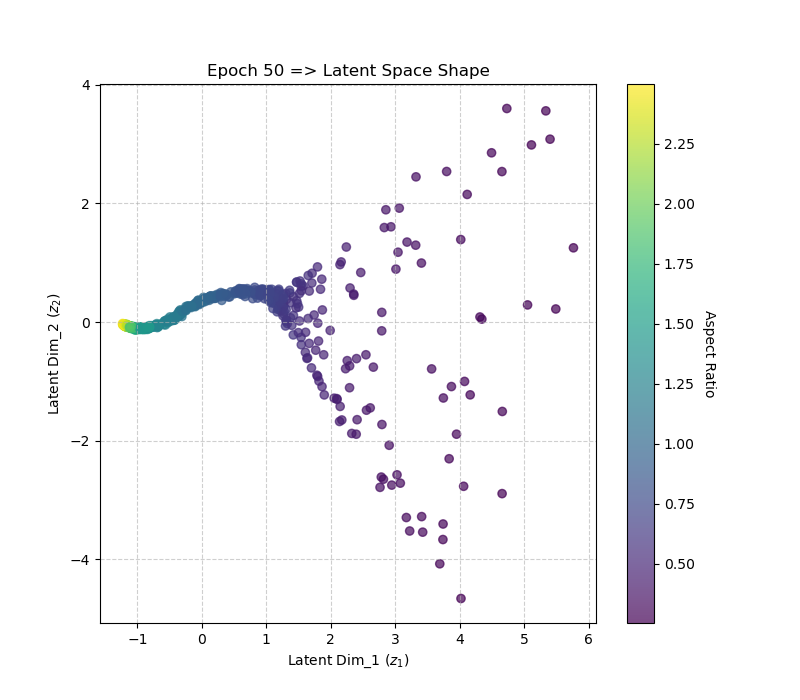 Epoch 50 => Latent Space Shape
4
2
0
−2
−4
Latent Dim_2 (z₂)
−1 0 1 2 3 4 5 6
Latent Dim_1 (z₁)
2.25
2.00
1.75
1.50
1.25
1.00
0.75
0.50
Aspect Ratio